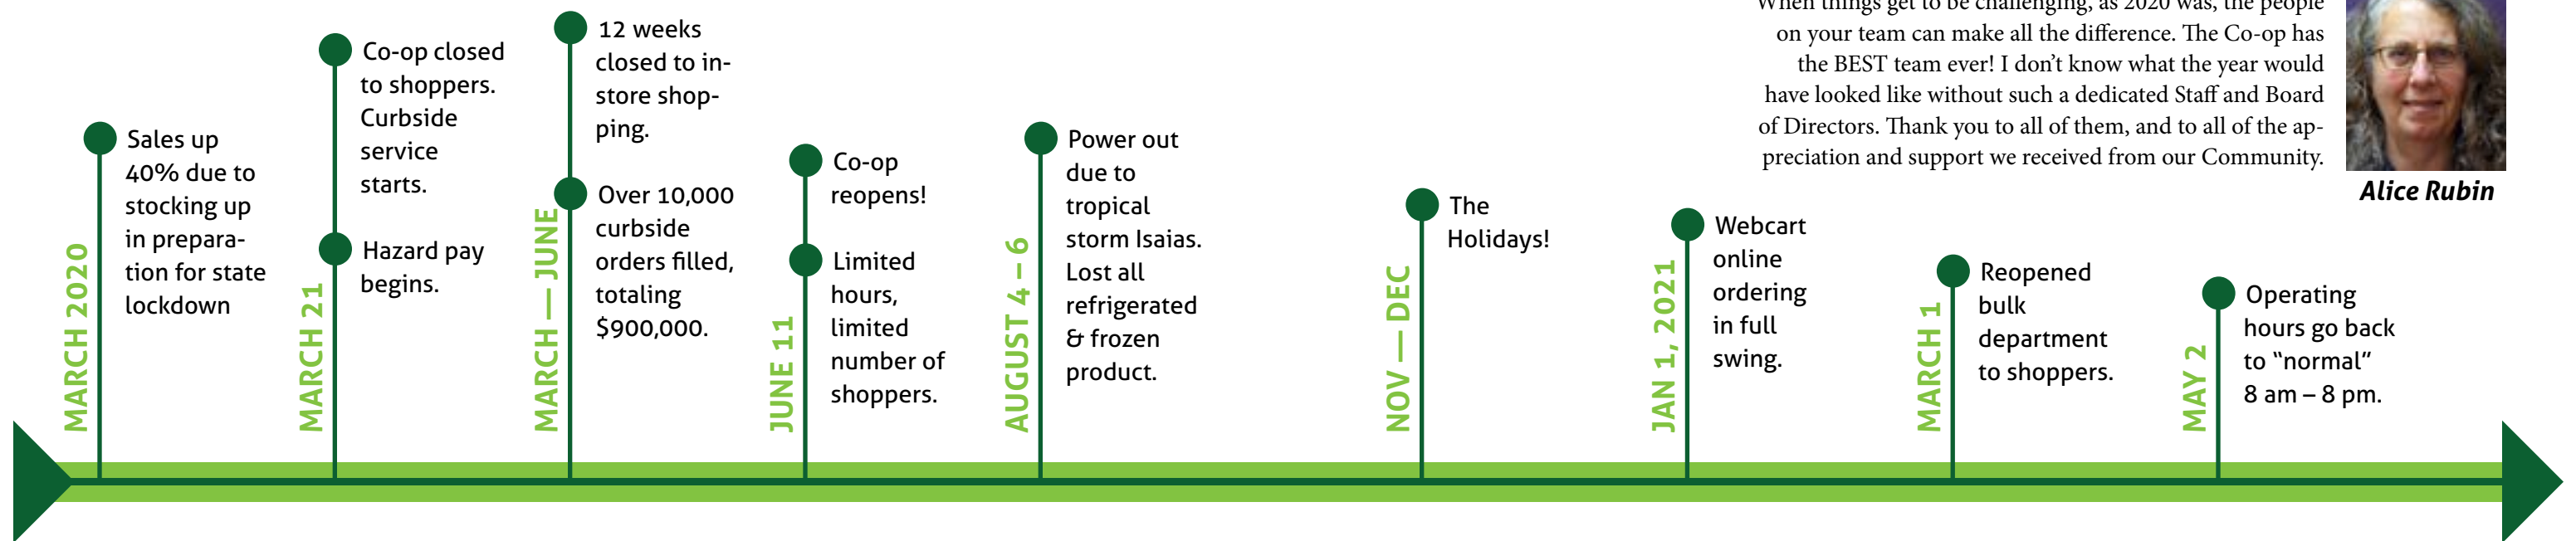 When things get to be challenging, as 2020 was, the people
on your team can make all the difference. The Co-op has
the BEST team ever! I don’t know what the year would
have looked like without such a dedicated Staff and Board
of Directors. Thank you to all of them, and to all of the ap-
preciation and support we received from our Community.
Alice Rubin
MARCH 2020
Sales up
40% due to
stocking up
in prepara-
tion for state
lockdown
MARCH 21
Co-op closed
to shoppers.
Curbside
service
starts.
Hazard pay
begins.
MARCH — JUNE
12 weeks
closed to in-
store shop-
ping.
Over 10,000
curbside
orders filled,
totaling
$900,000.
JUNE 11
Co-op
reopens!
Limited
hours,
limited
number of
shoppers.
AUGUST 4 – 6
Power out
due to
tropical
storm Isaias.
Lost all
refrigerated
& frozen
product.
NOV — DEC
The
Holidays!
JAN 1, 2021
Webcart
online
ordering
in full
swing.
MARCH 1
Reopened
bulk
department
to shoppers.
MAY 2
Operating
hours go back
to “normal”
8 am – 8 pm.